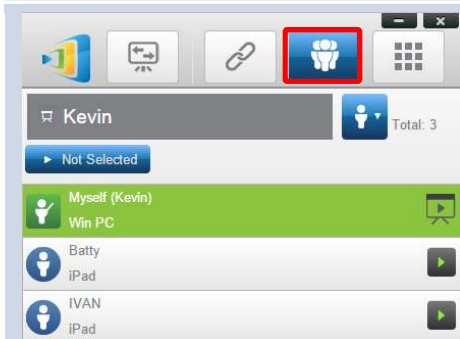 Kevin
Total: 3
Not Selected
Myself (Kevin)
Win PC
Batty
iPad
IVAN
iPad